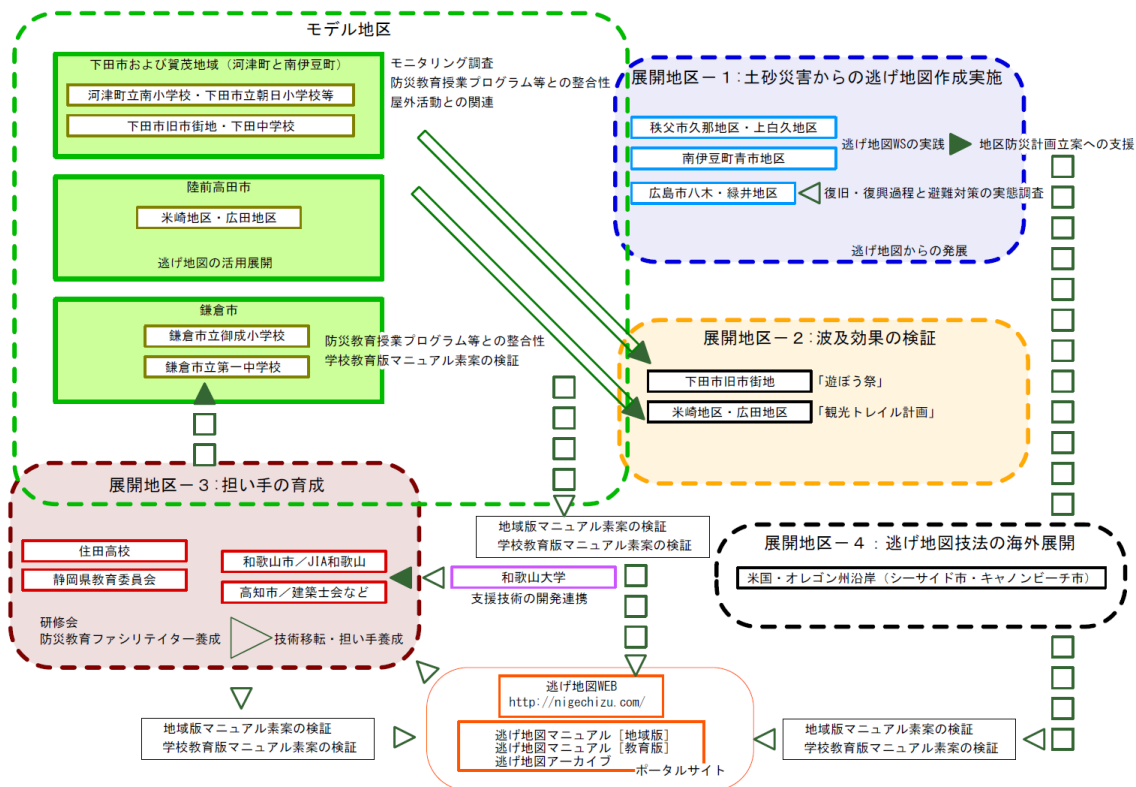 モデル地区
下田市および賀茂地域（河津町と南伊豆町）
河津町立南小学校・下田市立朝日小学校等
下田市旧市街地・下田中学校
モニタリング調査
防災教育授業プログラム等との整合性
屋外活動との関連
陸前高田市
米崎地区・広田地区
逃げ地図の活用展開
鎌倉市
鎌倉市立御成小学校
鎌倉市立第一中学校
防災教育授業プログラム等との整合性
学校教育版マニュアル素案の検証
展開地区－1：土砂災害からの逃げ地図作成実施
秩父市久那地区・上白久地区
南伊豆町青市地区
逃げ地図WSの実践
地区防災計画立案への支援
広島市八木・緑井地区
復旧・復興過程と避難対策の実態調査
逃げ地図からの発展
展開地区－2：波及効果の検証
下田市旧市街地
「遊ぼう祭」
米崎地区・広田地区
「観光トレイル計画」
展開地区－3：担い手の育成
住田高校
静岡県教育委員会
和歌山市／JIA和歌山
高知市／建築士会など
研修会
防災教育ファシリテイター養成
技術移転・担い手養成
地域版マニュアル素案の検証
学校教育版マニュアル素案の検証
和歌山大学
支援技術の開発連携
展開地区－4：逃げ地図技法の海外展開
米国・オレゴン州沿岸（シーサイド市・キャノンビーチ市）
地域版マニュアル素案の検証
学校教育版マニュアル素案の検証
逃げ地図WEB
http://nigechizu.com/
逃げ地図マニュアル［地域版］
逃げ地図マニュアル［教育版］
逃げ地図アーカイブ
ポータルサイト
地域版マニュアル素案の検証
学校教育版マニュアル素案の検証